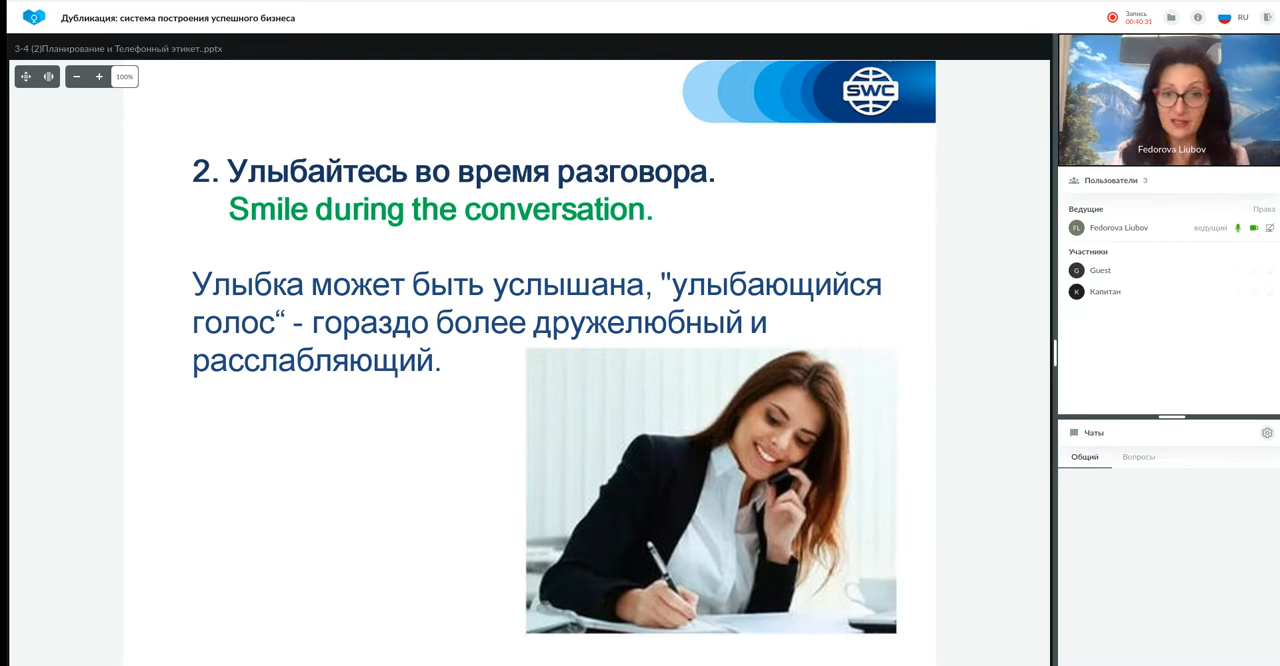 Дубликация: система построения успешного бизнеса
Запись
00:40:31
RU
3-4 (2)Планирование и Телефонный этикет..pptx
100%
SWC
2. Улыбайтесь во время разговора.
Smile during the conversation.
Улыбка может быть услышана, "улыбающийся
голос“ - гораздо более дружелюбный и
расслабляющий.
Fedorova Liubov
Пользователи 3
Ведущие Права
FL Fedorova Liubov ведущий
Участники
G Guest
К Капитан
Чаты
Общий Вопросы